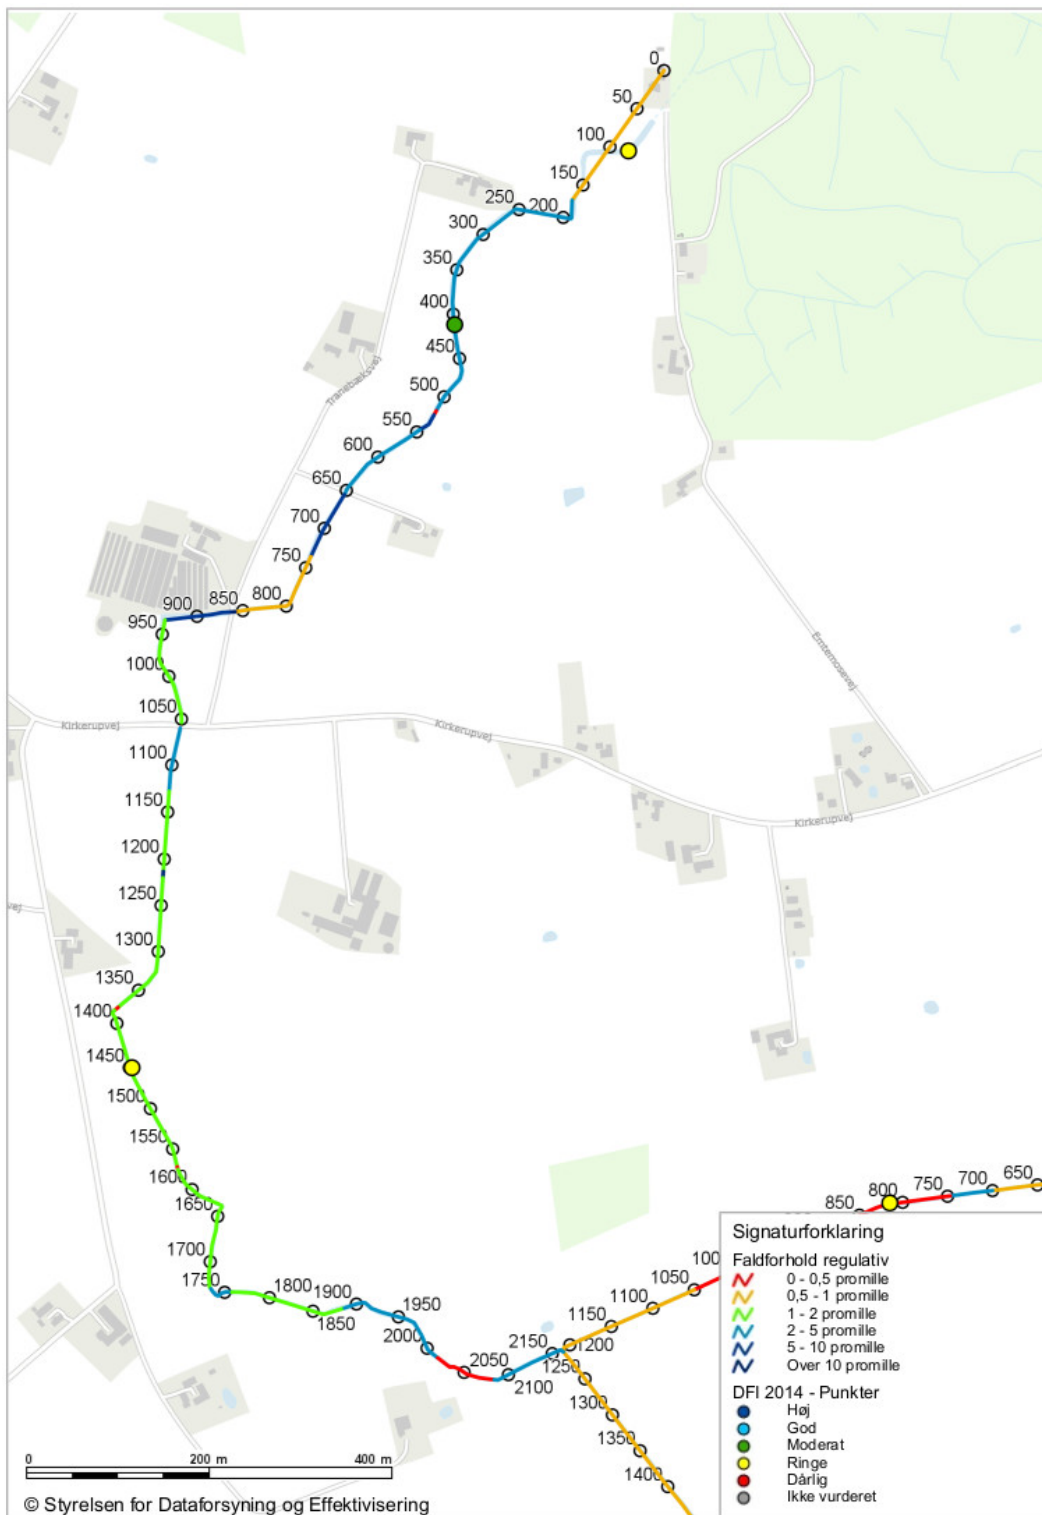 0
50
100
150
200
250
300
350
400
450
500
550
600
650
700
750
800
850
900
950
1000
1050
1100
1150
1200
1250
1300
1350
1400
1450
1500
1550
1600
1650
1700
1750
1800
1850
1900
1950
2000
2050
2100
2150
1200
1150
1100
1050
850
800
750
700
650
1250
1300
1350
1400
Tranebæksvej
Kirkerupvej
Kirkerupvej
Kirkerupvej
Emtemosevej
vej
Signaturforklaring
Faldforhold regulativ
0 - 0,5 promille
0,5 - 1 promille
1 - 2 promille
2 - 5 promille
5 - 10 promille
Over 10 promille
DFI 2014 - Punkter
Høj
God
Moderat
Ringe
Dårlig
Ikke vurderet
0 200 m 400 m
© Styrelsen for Dataforsyning og Effektivisering